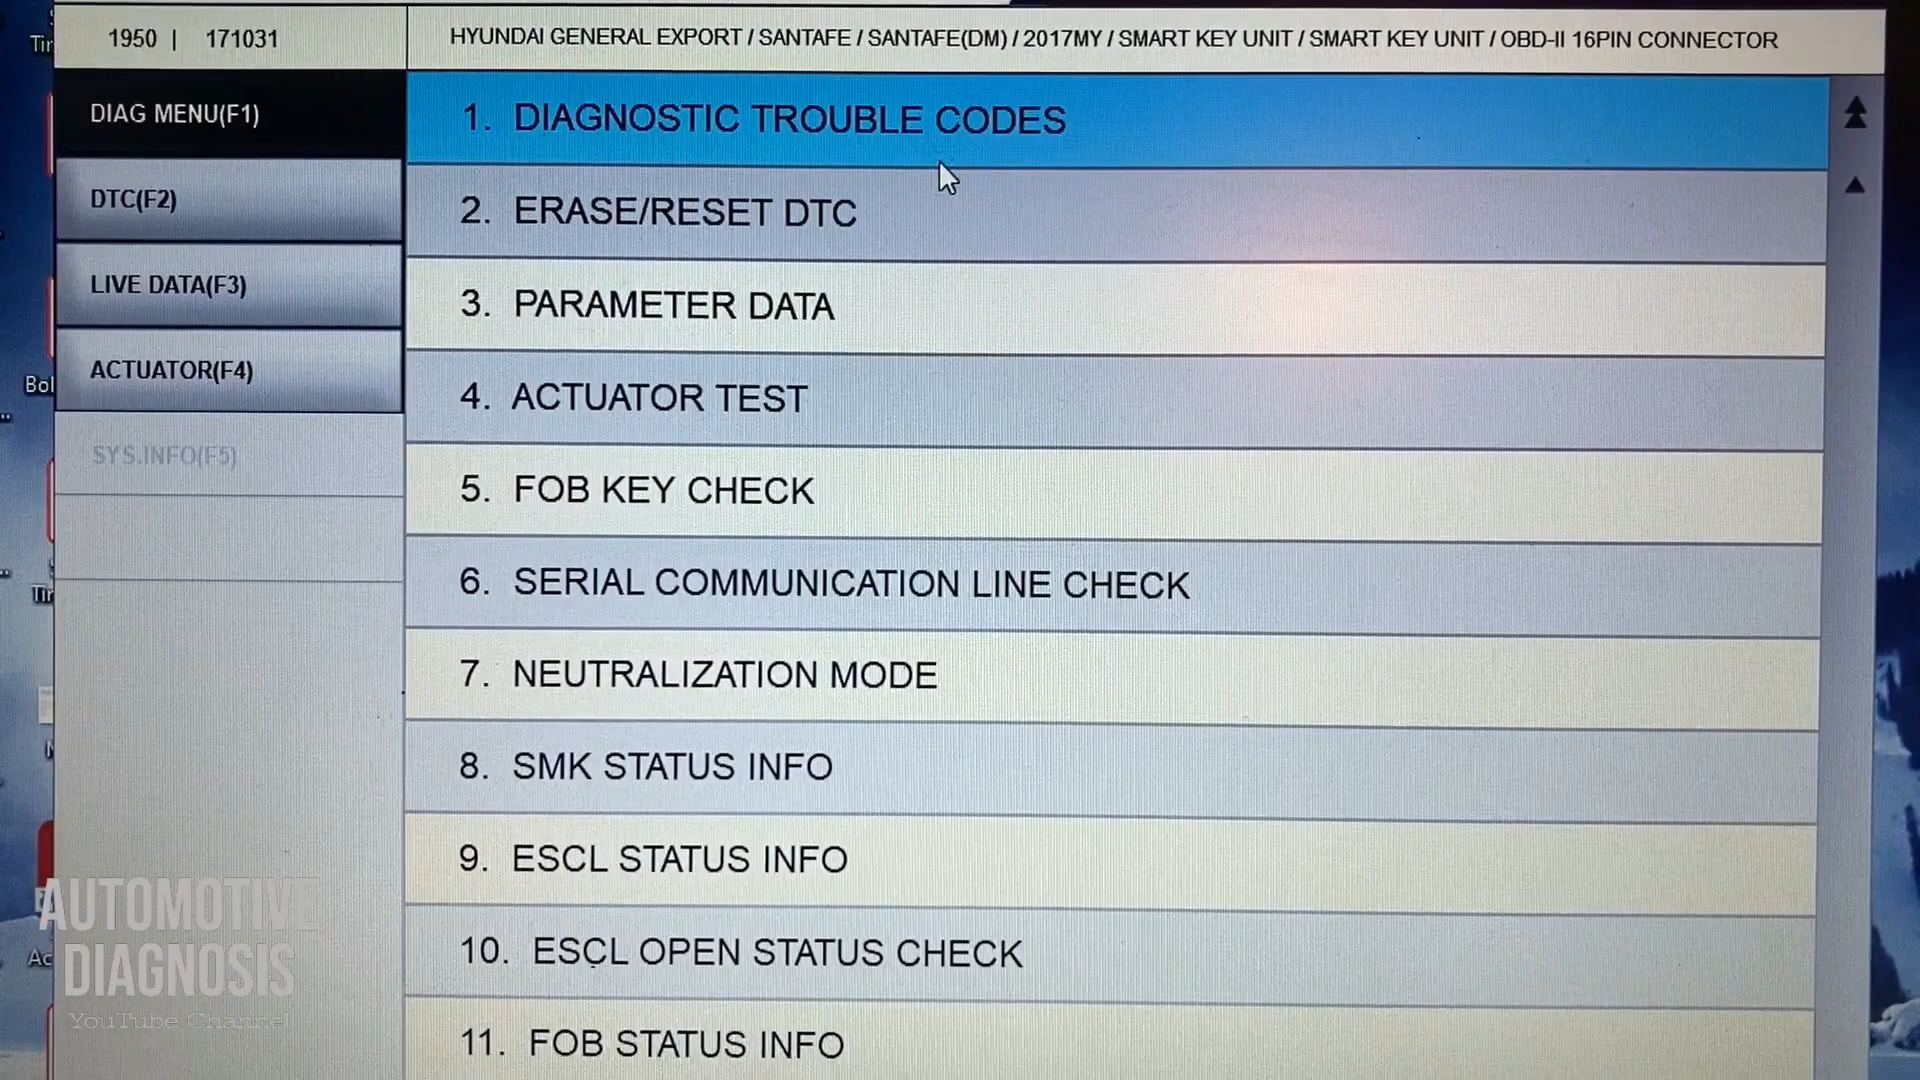 1950 | 171031
HYUNDAI GENERAL EXPORT / SANTAFE / SANTAFE(DM) / 2017MY / SMART KEY UNIT / SMART KEY UNIT / OBD-II 16PIN CONNECTOR
DIAG MENU(F1)
DTC(F2)
LIVE DATA(F3)
ACTUATOR(F4)
SYS.INFO(F5)
1. DIAGNOSTIC TROUBLE CODES
2. ERASE/RESET DTC
3. PARAMETER DATA
4. ACTUATOR TEST
5. FOB KEY CHECK
6. SERIAL COMMUNICATION LINE CHECK
7. NEUTRALIZATION MODE
8. SMK STATUS INFO
9. ESCL STATUS INFO
10. ESCL OPEN STATUS CHECK
11. FOB STATUS INFO
AUTOMOTIVE
DIAGNOSIS
YouTube Channel